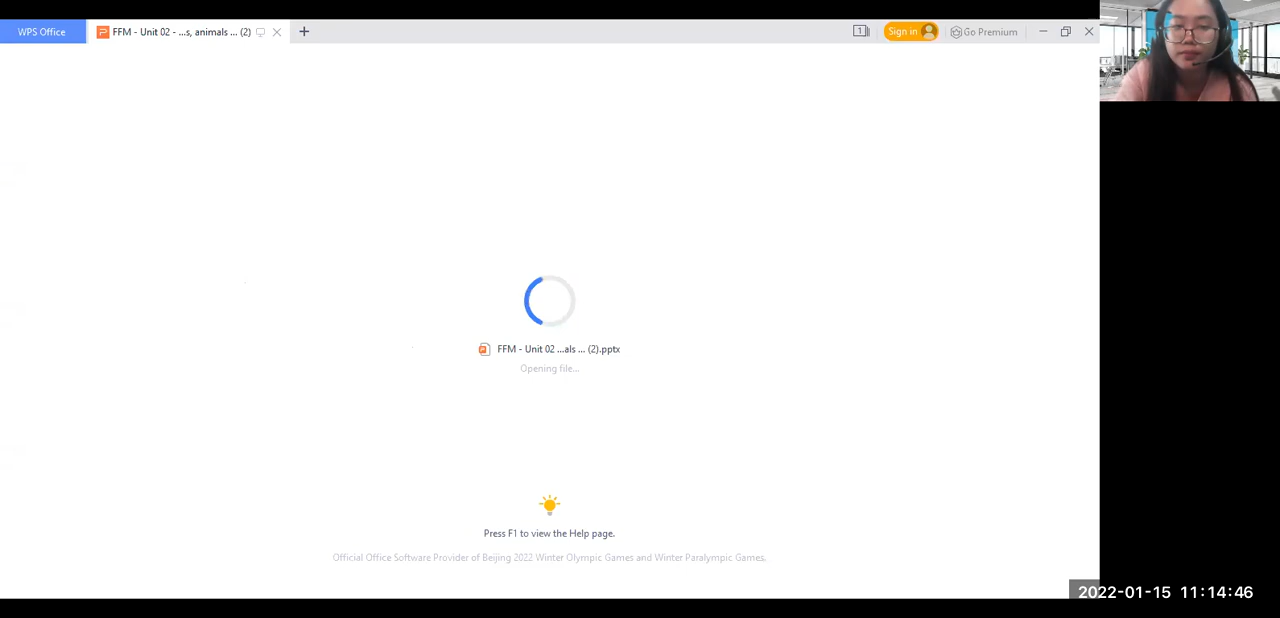 WPS Office
FFM - Unit 02 - ...s, animals ... (2)
1
Sign in
Go Premium
FFM - Unit 02 ...als ... (2).pptx
Opening file...
Press F1 to view the Help page.
Official Office Software Provider of Beijing 2022 Winter Olympic Games and Winter Paralympic Games.
2022-01-15 11:14:46